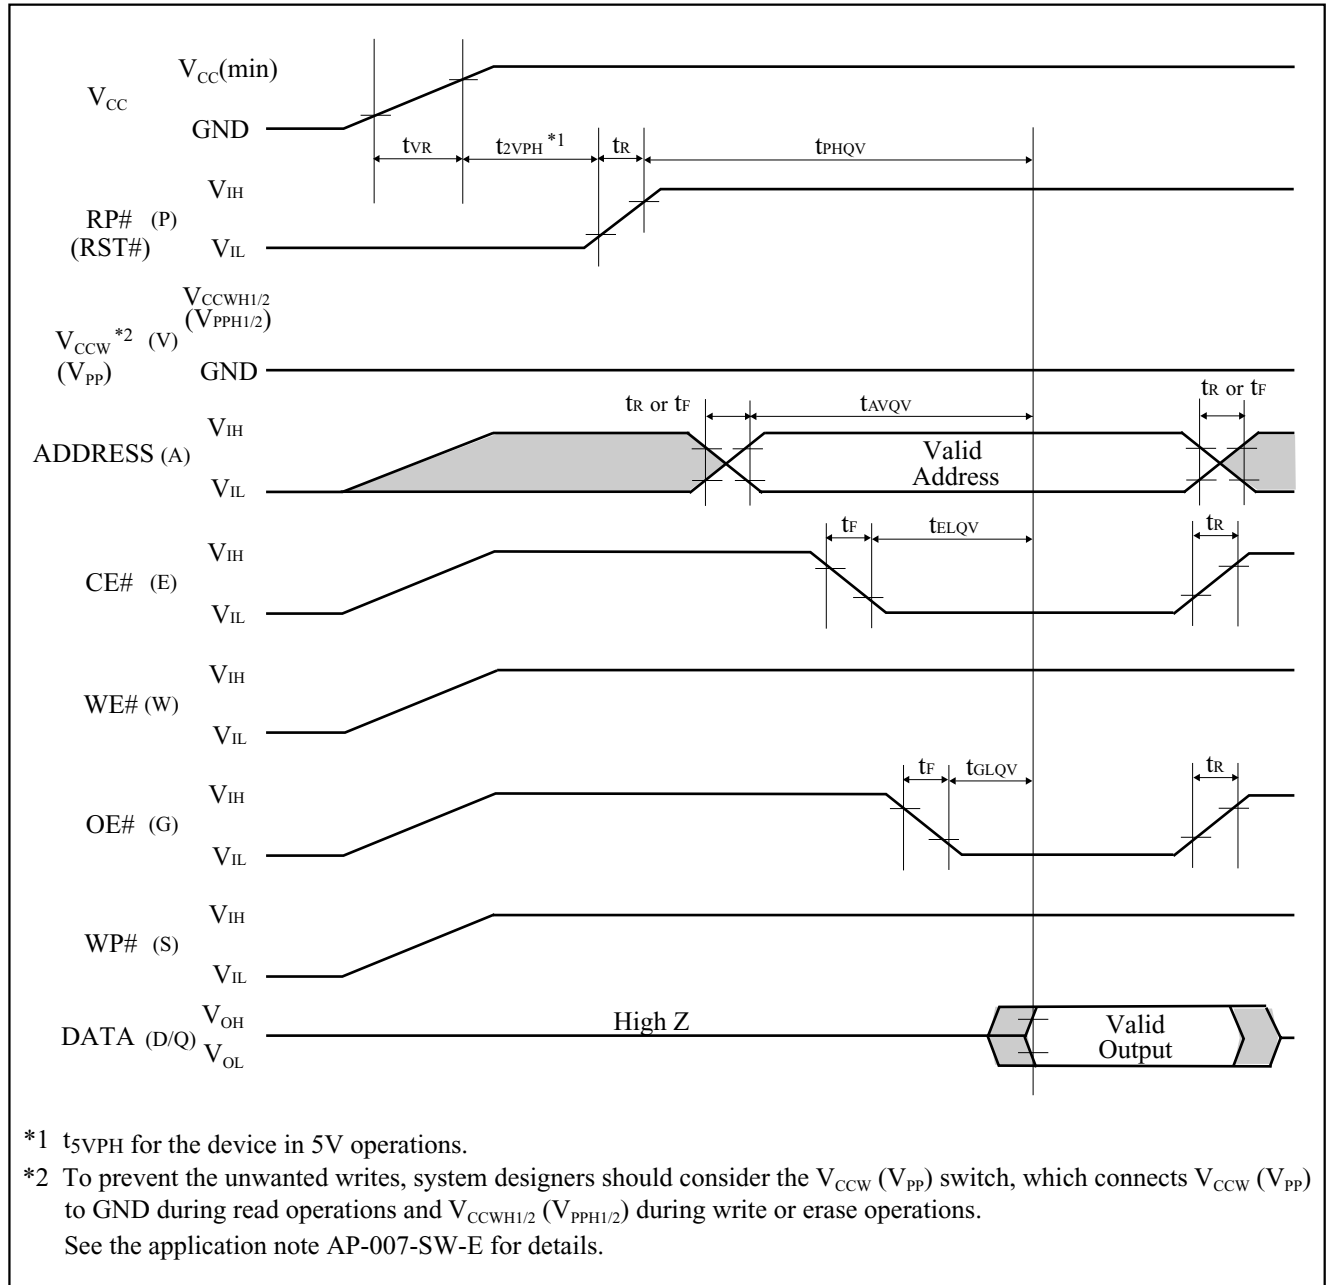 VCC(min)
VCC
GND
tVR t2VPH *1 tR tPHQV
VIH
RP# (P)
(RST#)
VIL
VCCWH1/2
(VPPH1/2)
VCCW *2 (V)
(VPP)
GND
tR or tF tAVQV tR or tF
VIH
ADDRESS (A)
Valid
Address
VIL
tF tELQV tR
VIH
CE# (E)
VIL
VIH
WE# (W)
VIL
tF tGLQV tR
VIH
OE# (G)
VIL
VIH
WP# (S)
VIL
VOH
High Z
DATA (D/Q)
Valid
Output
VOL
*1 t5VPH for the device in 5V operations.
*2 To prevent the unwanted writes, system designers should consider the VCCW (VPP) switch, which connects VCCW (VPP)
to GND during read operations and VCCWH1/2 (VPPH1/2) during write or erase operations.
See the application note AP-007-SW-E for details.